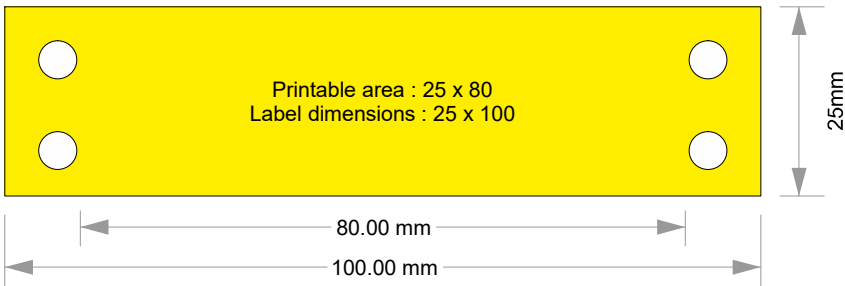 Printable area : 25 x 80
Label dimensions : 25 x 100
25mm
80.00 mm
100.00 mm